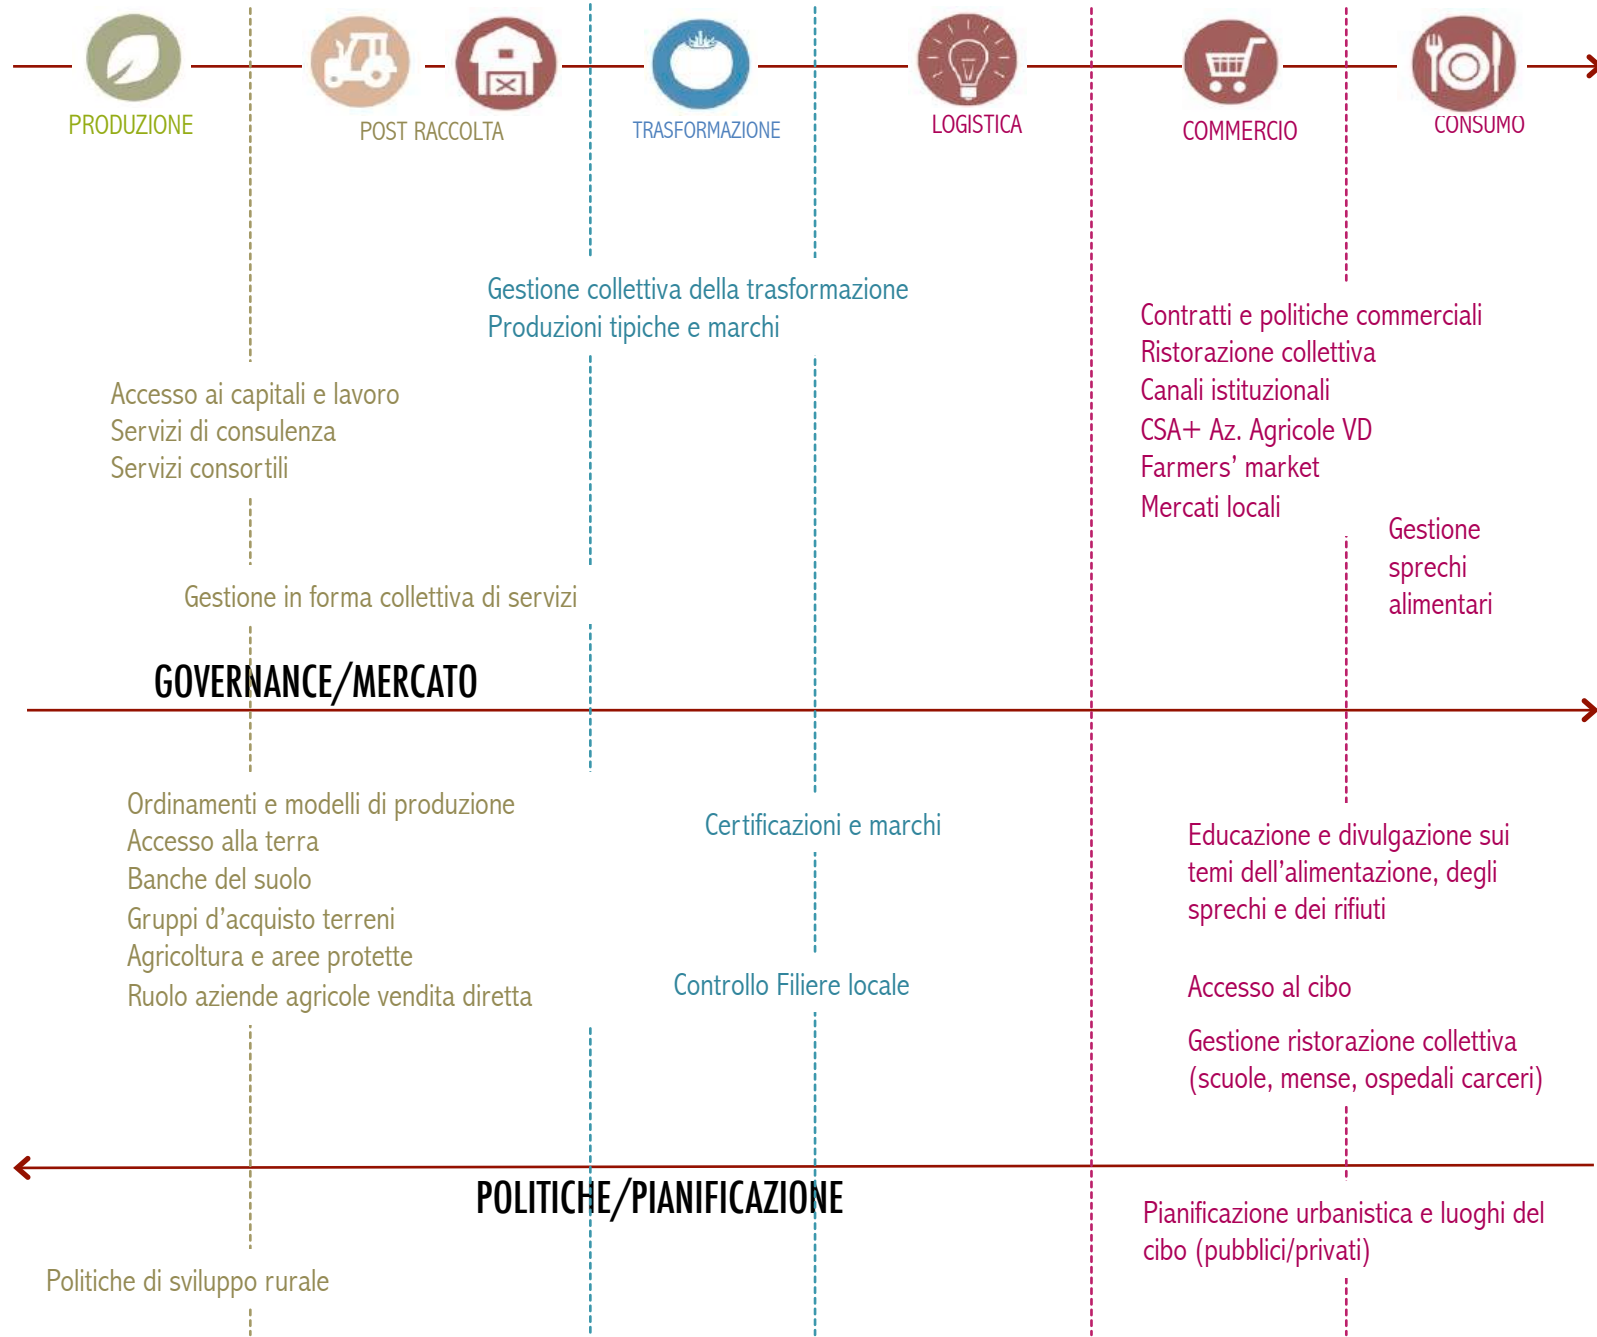 PRODUZIONE
POST RACCOLTA
TRASFORMAZIONE
LOGISTICA
COMMERCIO
CONSUMO
Gestione collettiva della trasformazione
Produzioni tipiche e marchi
Contratti e politiche commerciali
Ristorazione collettiva
Canali istituzionali
CSA+ Az. Agricole VD
Farmers’ market
Mercati locali
Accesso ai capitali e lavoro
Servizi di consulenza
Servizi consortili
Gestione
sprechi
alimentari
Gestione in forma collettiva di servizi
GOVERNANCE/MERCATO
Ordinamenti e modelli di produzione
Accesso alla terra
Banche del suolo
Gruppi d’acquisto terreni
Agricoltura e aree protette
Ruolo aziende agricole vendita diretta
Certificazioni e marchi
Controllo Filiere locale
Educazione e divulgazione sui
temi dell’alimentazione, degli
sprechi e dei rifiuti
Accesso al cibo
Gestione ristorazione collettiva
(scuole, mense, ospedali carceri)
POLITICHE/PIANIFICAZIONE
Pianificazione urbanistica e luoghi del
cibo (pubblici/privati)
Politiche di sviluppo rurale